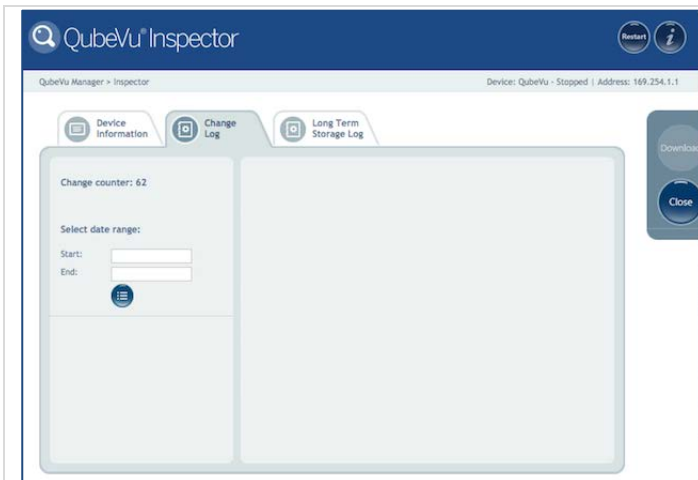 QubeVu® Inspector
Restart
i
QubeVu Manager > Inspector
Device: QubeVu - Stopped | Address: 169.254.1.1
Device
Information
Change
Log
Long Term
Storage Log
Download
Close
Change counter: 62
Select date range:
Start:
End: